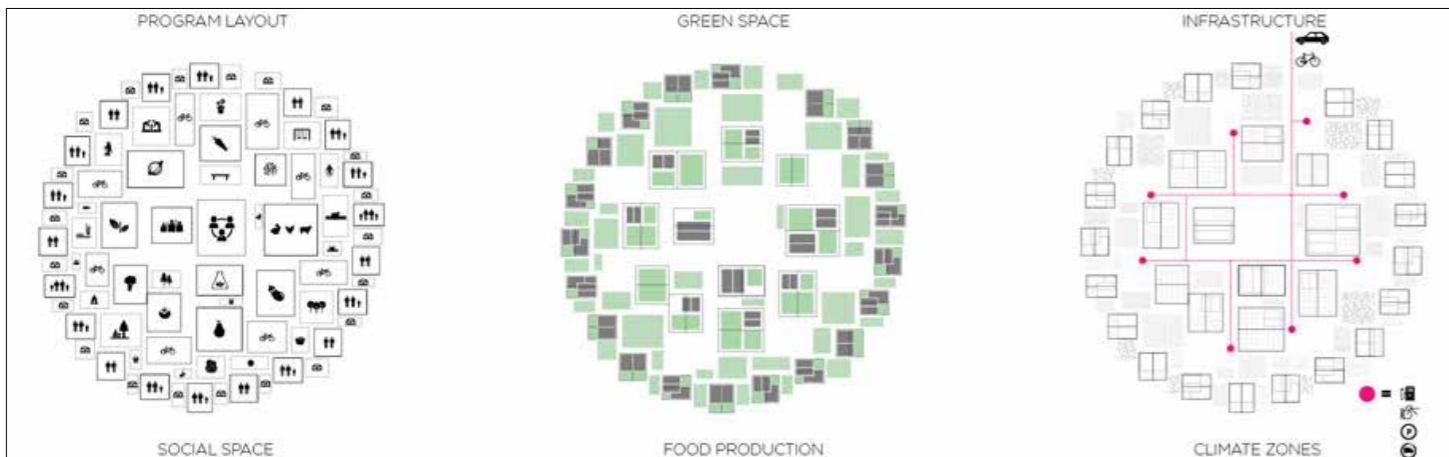 PROGRAM LAYOUT
GREEN SPACE
INFRASTRUCTURE
P
SOCIAL SPACE
FOOD PRODUCTION
CLIMATE ZONES